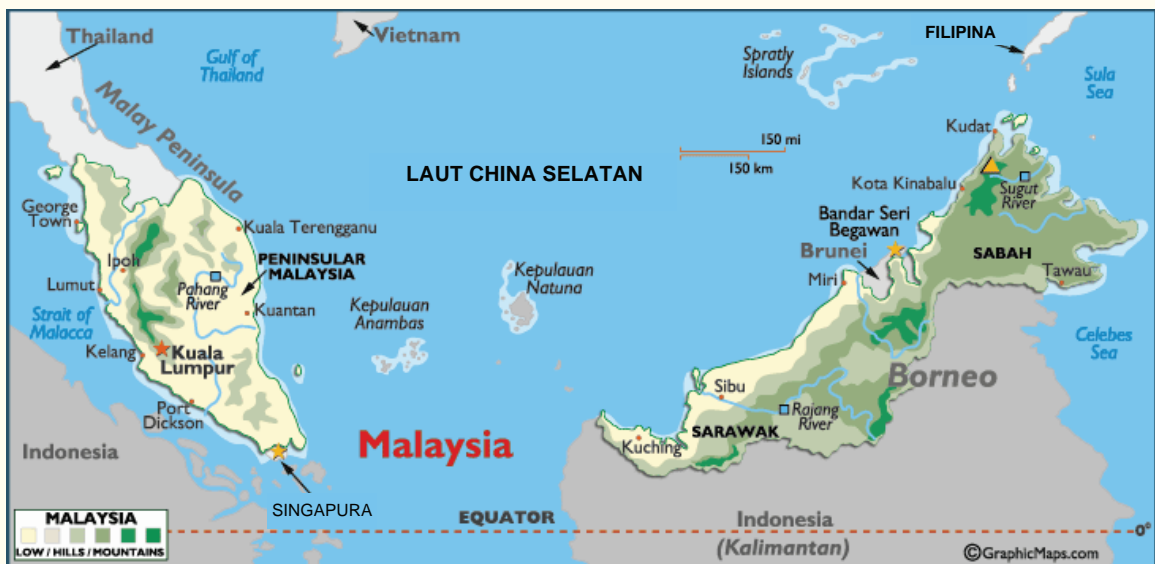 Thailand
Vietnam
FILIPINA
Gulf of
Thailand
Spratly
Islands
Sula
Sea
Malay Peninsula
Kudat
150 mi
150 km
LAUT CHINA SELATAN
George
Town
Kota Kinabalu
Sugut
River
Kuala Terengganu
Bandar Seri
Begawan
Brunei
SABAH
PENINSULAR
MALAYSIA
Ipoh
Pahang
River
Lumut
Kepulauan
Natuna
Miri
Tawau
Kuantan
Kepulauan
Anambas
Strait of
Malacca
Kelang
Kuala
Lumpur
Celebes
Sea
Borneo
Sibu
Port
Dickson
Rajang
River
SARAWAK
Kuching
Malaysia
Indonesia
SINGAPURA
MALAYSIA
LOW / HILLS / MOUNTAINS
EQUATOR
Indonesia
(Kalimantan)
0°
©GraphicMaps.com